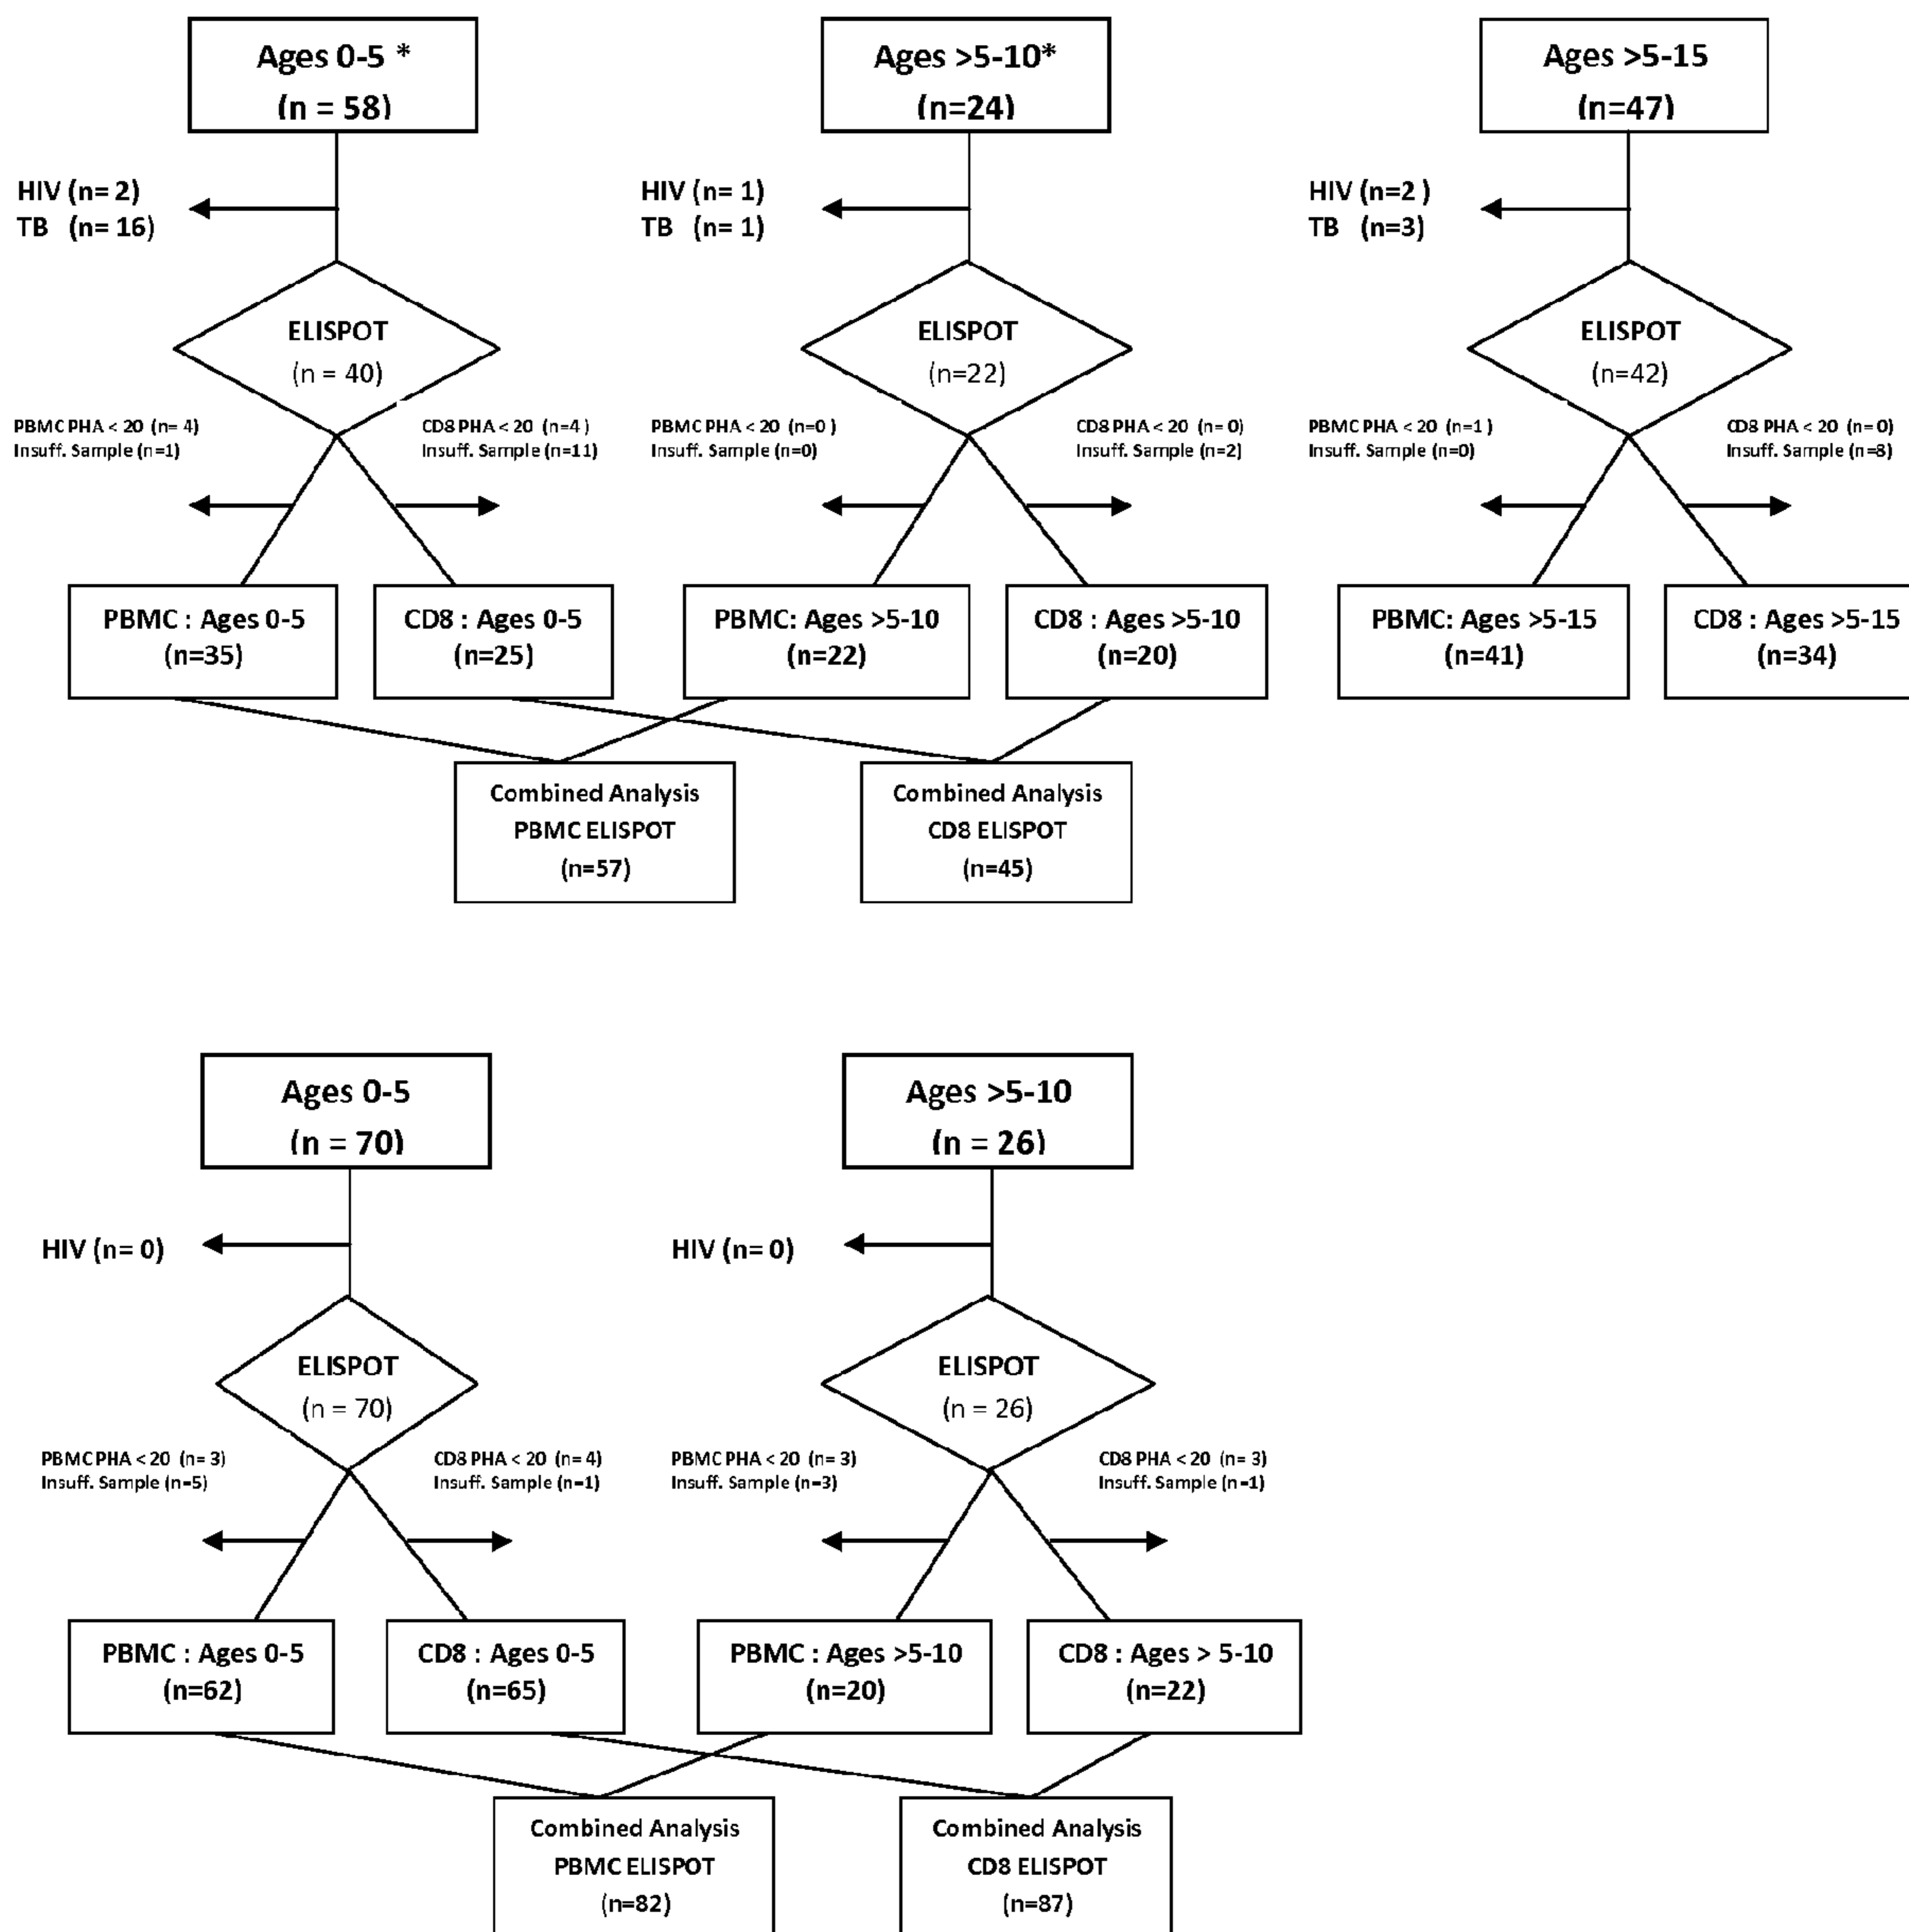 Ages 0-5 *
(n = 58)
HIV (n= 2)
TB (n= 16)
ELISPOT
(n = 40)
PBMC PHA < 20 (n= 4)
Insuff. Sample (n=1)
CD8 PHA < 20 (n=4 )
Insuff. Sample (n=11)
PBMC : Ages 0-5
(n=35)
CD8 : Ages 0-5
(n=25)
Ages >5-10*
(n=24)
HIV (n= 1)
TB (n= 1)
ELISPOT
(n=22)
PBMC PHA < 20 (n=0 )
Insuff. Sample (n=0)
CD8 PHA < 20 (n= 0)
Insuff. Sample (n=2)
PBMC: Ages >5-10
(n=22)
CD8 : Ages >5-10
(n=20)
Combined Analysis
PBMC ELISPOT
(n=57)
Combined Analysis
CD8 ELISPOT
(n=45)
Ages >5-15
(n=47)
HIV (n=2 )
TB (n=3)
ELISPOT
(n=42)
PBMC PHA < 20 (n=1 )
Insuff. Sample (n=0)
CD8 PHA < 20 (n= 0)
Insuff. Sample (n=8)
PBMC: Ages >5-15
(n=41)
CD8 : Ages >5-15
(n=34)
Ages 0-5
(n = 70)
HIV (n= 0)
ELISPOT
(n = 70)
PBMC PHA < 20 (n= 3)
Insuff. Sample (n=5)
CD8 PHA < 20 (n= 4)
Insuff. Sample (n=1)
PBMC : Ages 0-5
(n=62)
CD8 : Ages 0-5
(n=65)
Ages >5-10
(n = 26)
HIV (n= 0)
ELISPOT
(n = 26)
PBMC PHA < 20 (n= 3)
Insuff. Sample (n=3)
CD8 PHA < 20 (n= 3)
Insuff. Sample (n=1)
PBMC : Ages >5-10
(n=20)
CD8 : Ages > 5-10
(n=22)
Combined Analysis
PBMC ELISPOT
(n=82)
Combined Analysis
CD8 ELISPOT
(n=87)